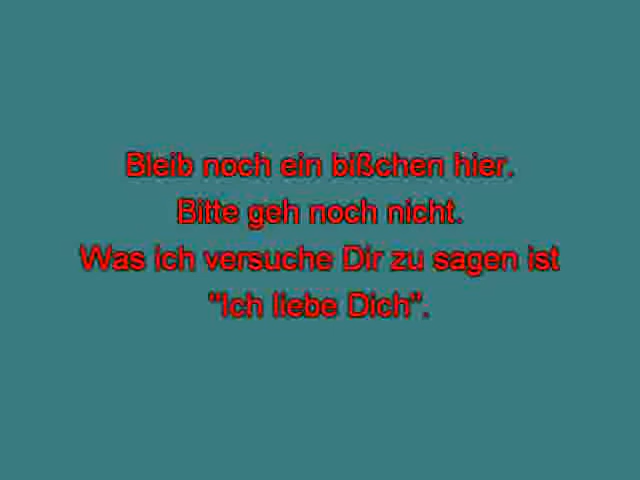 Bleib noch ein bißchen hier.
Bitte geh noch nicht.
Was ich versuche Dir zu sagen ist
"Ich liebe Dich".